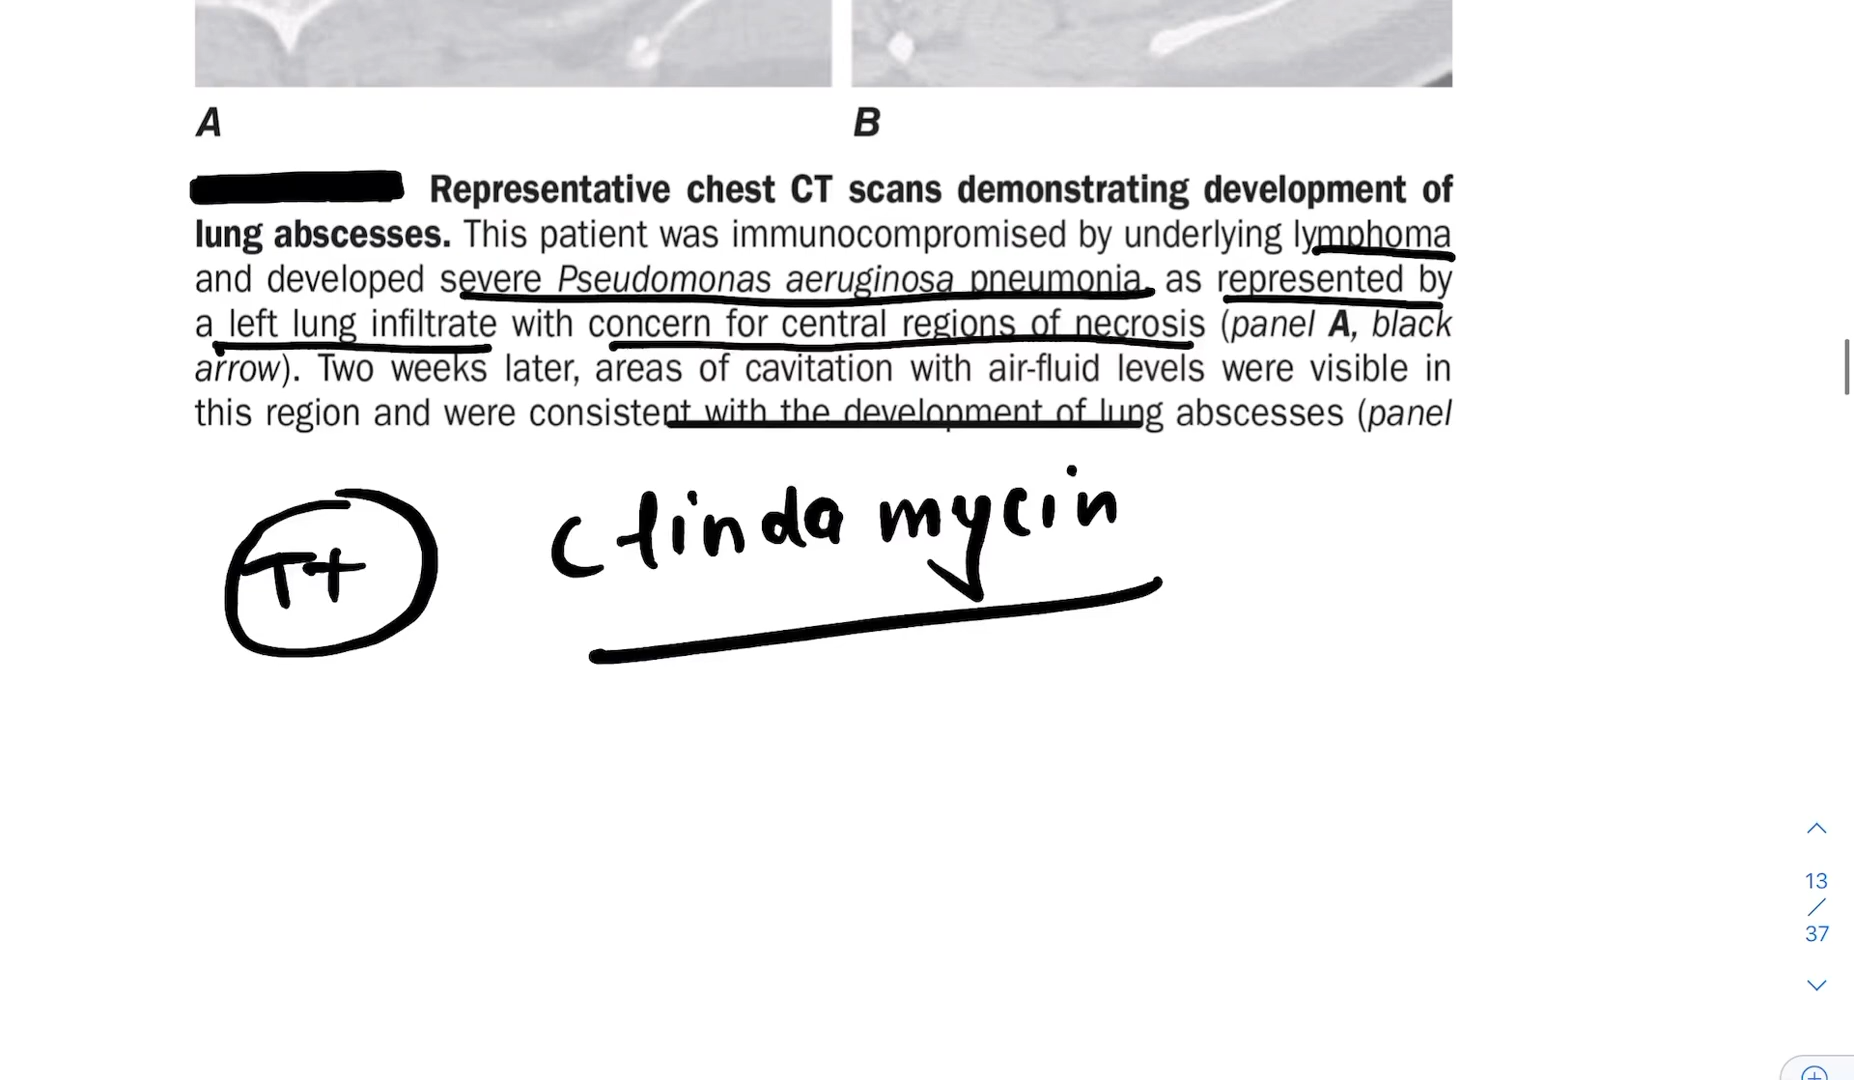 A
B
Representative chest CT scans demonstrating development of
lung abscesses. This patient was immunocompromised by underlying lymphoma
and developed severe Pseudomonas aeruginosa pneumonia, as represented by
a left lung infiltrate with concern for central regions of necrosis (panel A, black
arrow). Two weeks later, areas of cavitation with air-fluid levels were visible in
this region and were consistent with the development of lung abscesses (panel
Tt clindamycin
13
/
37